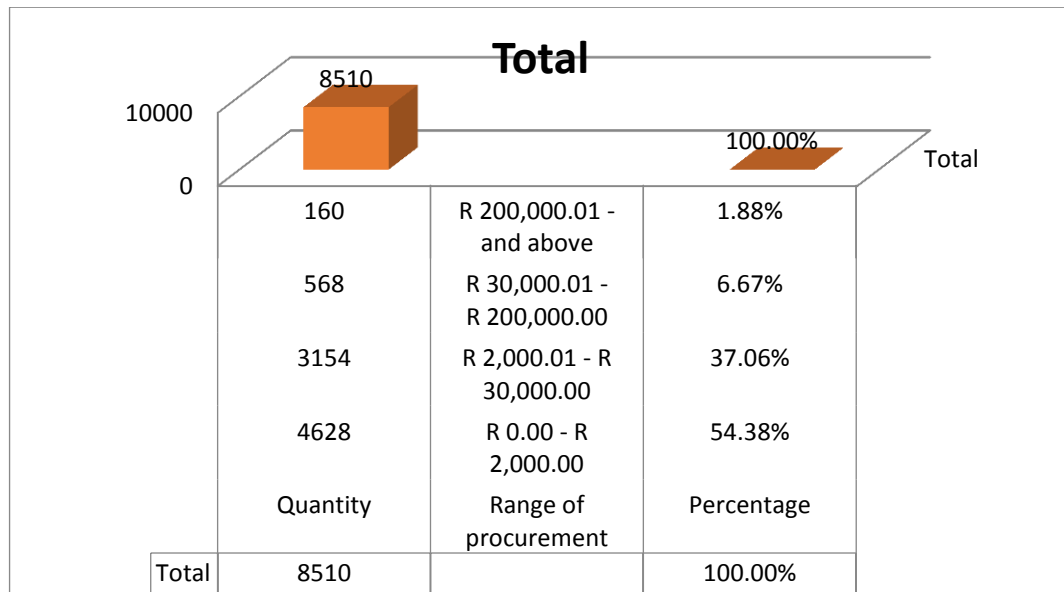 Total
8510
10000
100.00%
Total
0
160 R 200,000.01 - 1.88%
and above
568 R 30,000.01 - 6.67%
R 200,000.00
3154 R 2,000.01 - R 37.06%
30,000.00
4628 R 0.00 - R 54.38%
2,000.00
Quantity Range of Percentage
procurement
Total 8510 100.00%